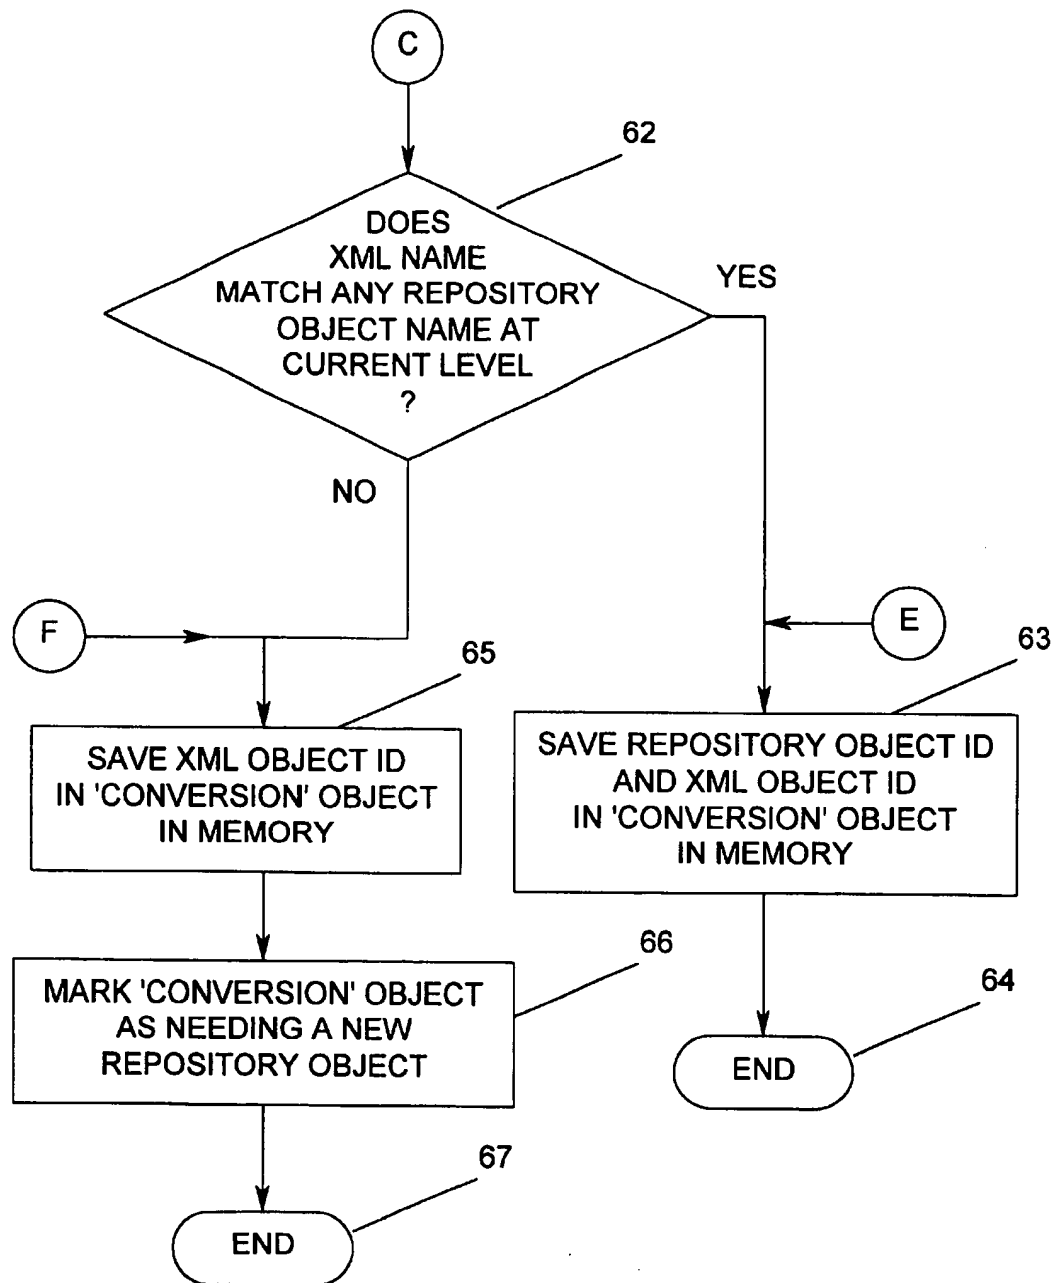 C
62
DOES
XML NAME
MATCH ANY REPOSITORY
OBJECT NAME AT
CURRENT LEVEL
?
YES
NO
F
E
65
63
SAVE XML OBJECT ID
IN 'CONVERSION' OBJECT
IN MEMORY
SAVE REPOSITORY OBJECT ID
AND XML OBJECT ID
IN 'CONVERSION' OBJECT
IN MEMORY
66
MARK 'CONVERSION' OBJECT
AS NEEDING A NEW
REPOSITORY OBJECT
64
END
67
END